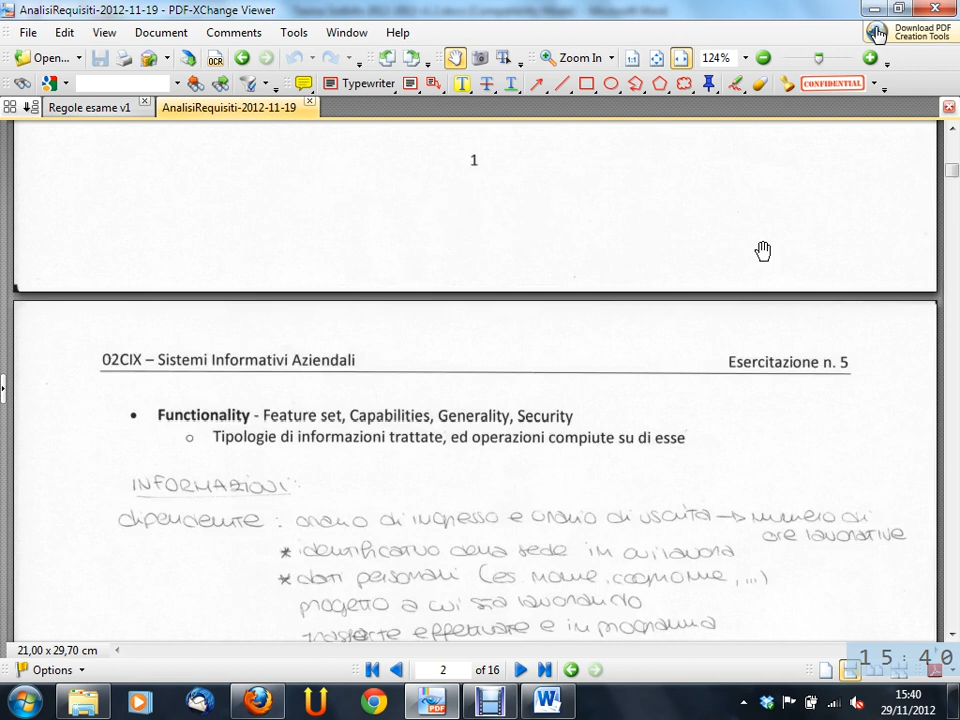 AnalisiRequisiti-2012-11-19 - PDF-XChange Viewer
File Edit View Document Comments Tools Window Help
Download PDF
Creation Tools
Open...
OCR
Zoom In
124%
Typewriter
CONFIDENTIAL
Regole esame v1
AnalisiRequisiti-2012-11-19
1
02CIX – Sistemi Informativi Aziendali
Esercitazione n. 5
• Functionality - Feature set, Capabilities, Generality, Security
o Tipologie di informazioni trattate, ed operazioni compiute su di esse
INFORMAZIONI:
dipendente: orario di ingresso e orario di uscita → numero di
ore lavorative
* identificativo della sede in cui lavora
* dati personali (es nome, cognome, ...)
progetto a cui sta lavorando
trasferte effettuate e in programma
21,00 x 29,70 cm
15:40
Options
2 of 16
15:40
29/11/2012